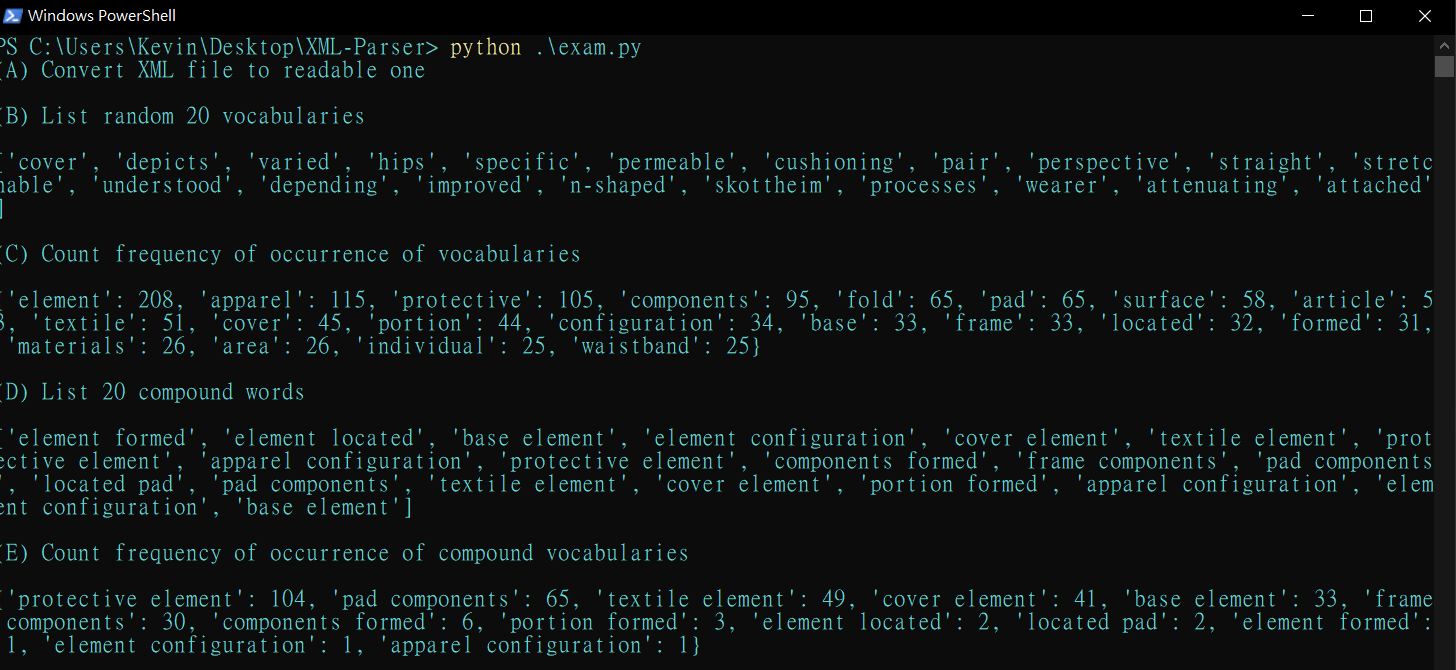 Windows PowerShell
PS C:\Users\Kevin\Desktop\XML-Parser> python .\exam.py
(A) Convert XML file to readable one
(B) List random 20 vocabularies
['cover', 'depicts', 'varied', 'hips', 'specific', 'permeable', 'cushioning', 'pair', 'perspective', 'straight', 'stretc
hable', 'understood', 'depending', 'improved', 'n-shaped', 'skottheim', 'processes', 'wearer', 'attenuating', 'attached'
]
(C) Count frequency of occurrence of vocabularies
{'element': 208, 'apparel': 115, 'protective': 105, 'components': 95, 'fold': 65, 'pad': 65, 'surface': 58, 'article': 5
3, 'textile': 51, 'cover': 45, 'portion': 44, 'configuration': 34, 'base': 33, 'frame': 33, 'located': 32, 'formed': 31,
'materials': 26, 'area': 26, 'individual': 25, 'waistband': 25}
(D) List 20 compound words
['element formed', 'element located', 'base element', 'element configuration', 'cover element', 'textile element', 'prot
ective element', 'apparel configuration', 'protective element', 'components formed', 'frame components', 'pad components
', 'located pad', 'pad components', 'textile element', 'cover element', 'portion formed', 'apparel configuration', 'elem
ent configuration', 'base element']
(E) Count frequency of occurrence of compound vocabularies
{'protective element': 104, 'pad components': 65, 'textile element': 49, 'cover element': 41, 'base element': 33, 'frame
components': 30, 'components formed': 6, 'portion formed': 3, 'element located': 2, 'located pad': 2, 'element formed':
1, 'element configuration': 1, 'apparel configuration': 1}